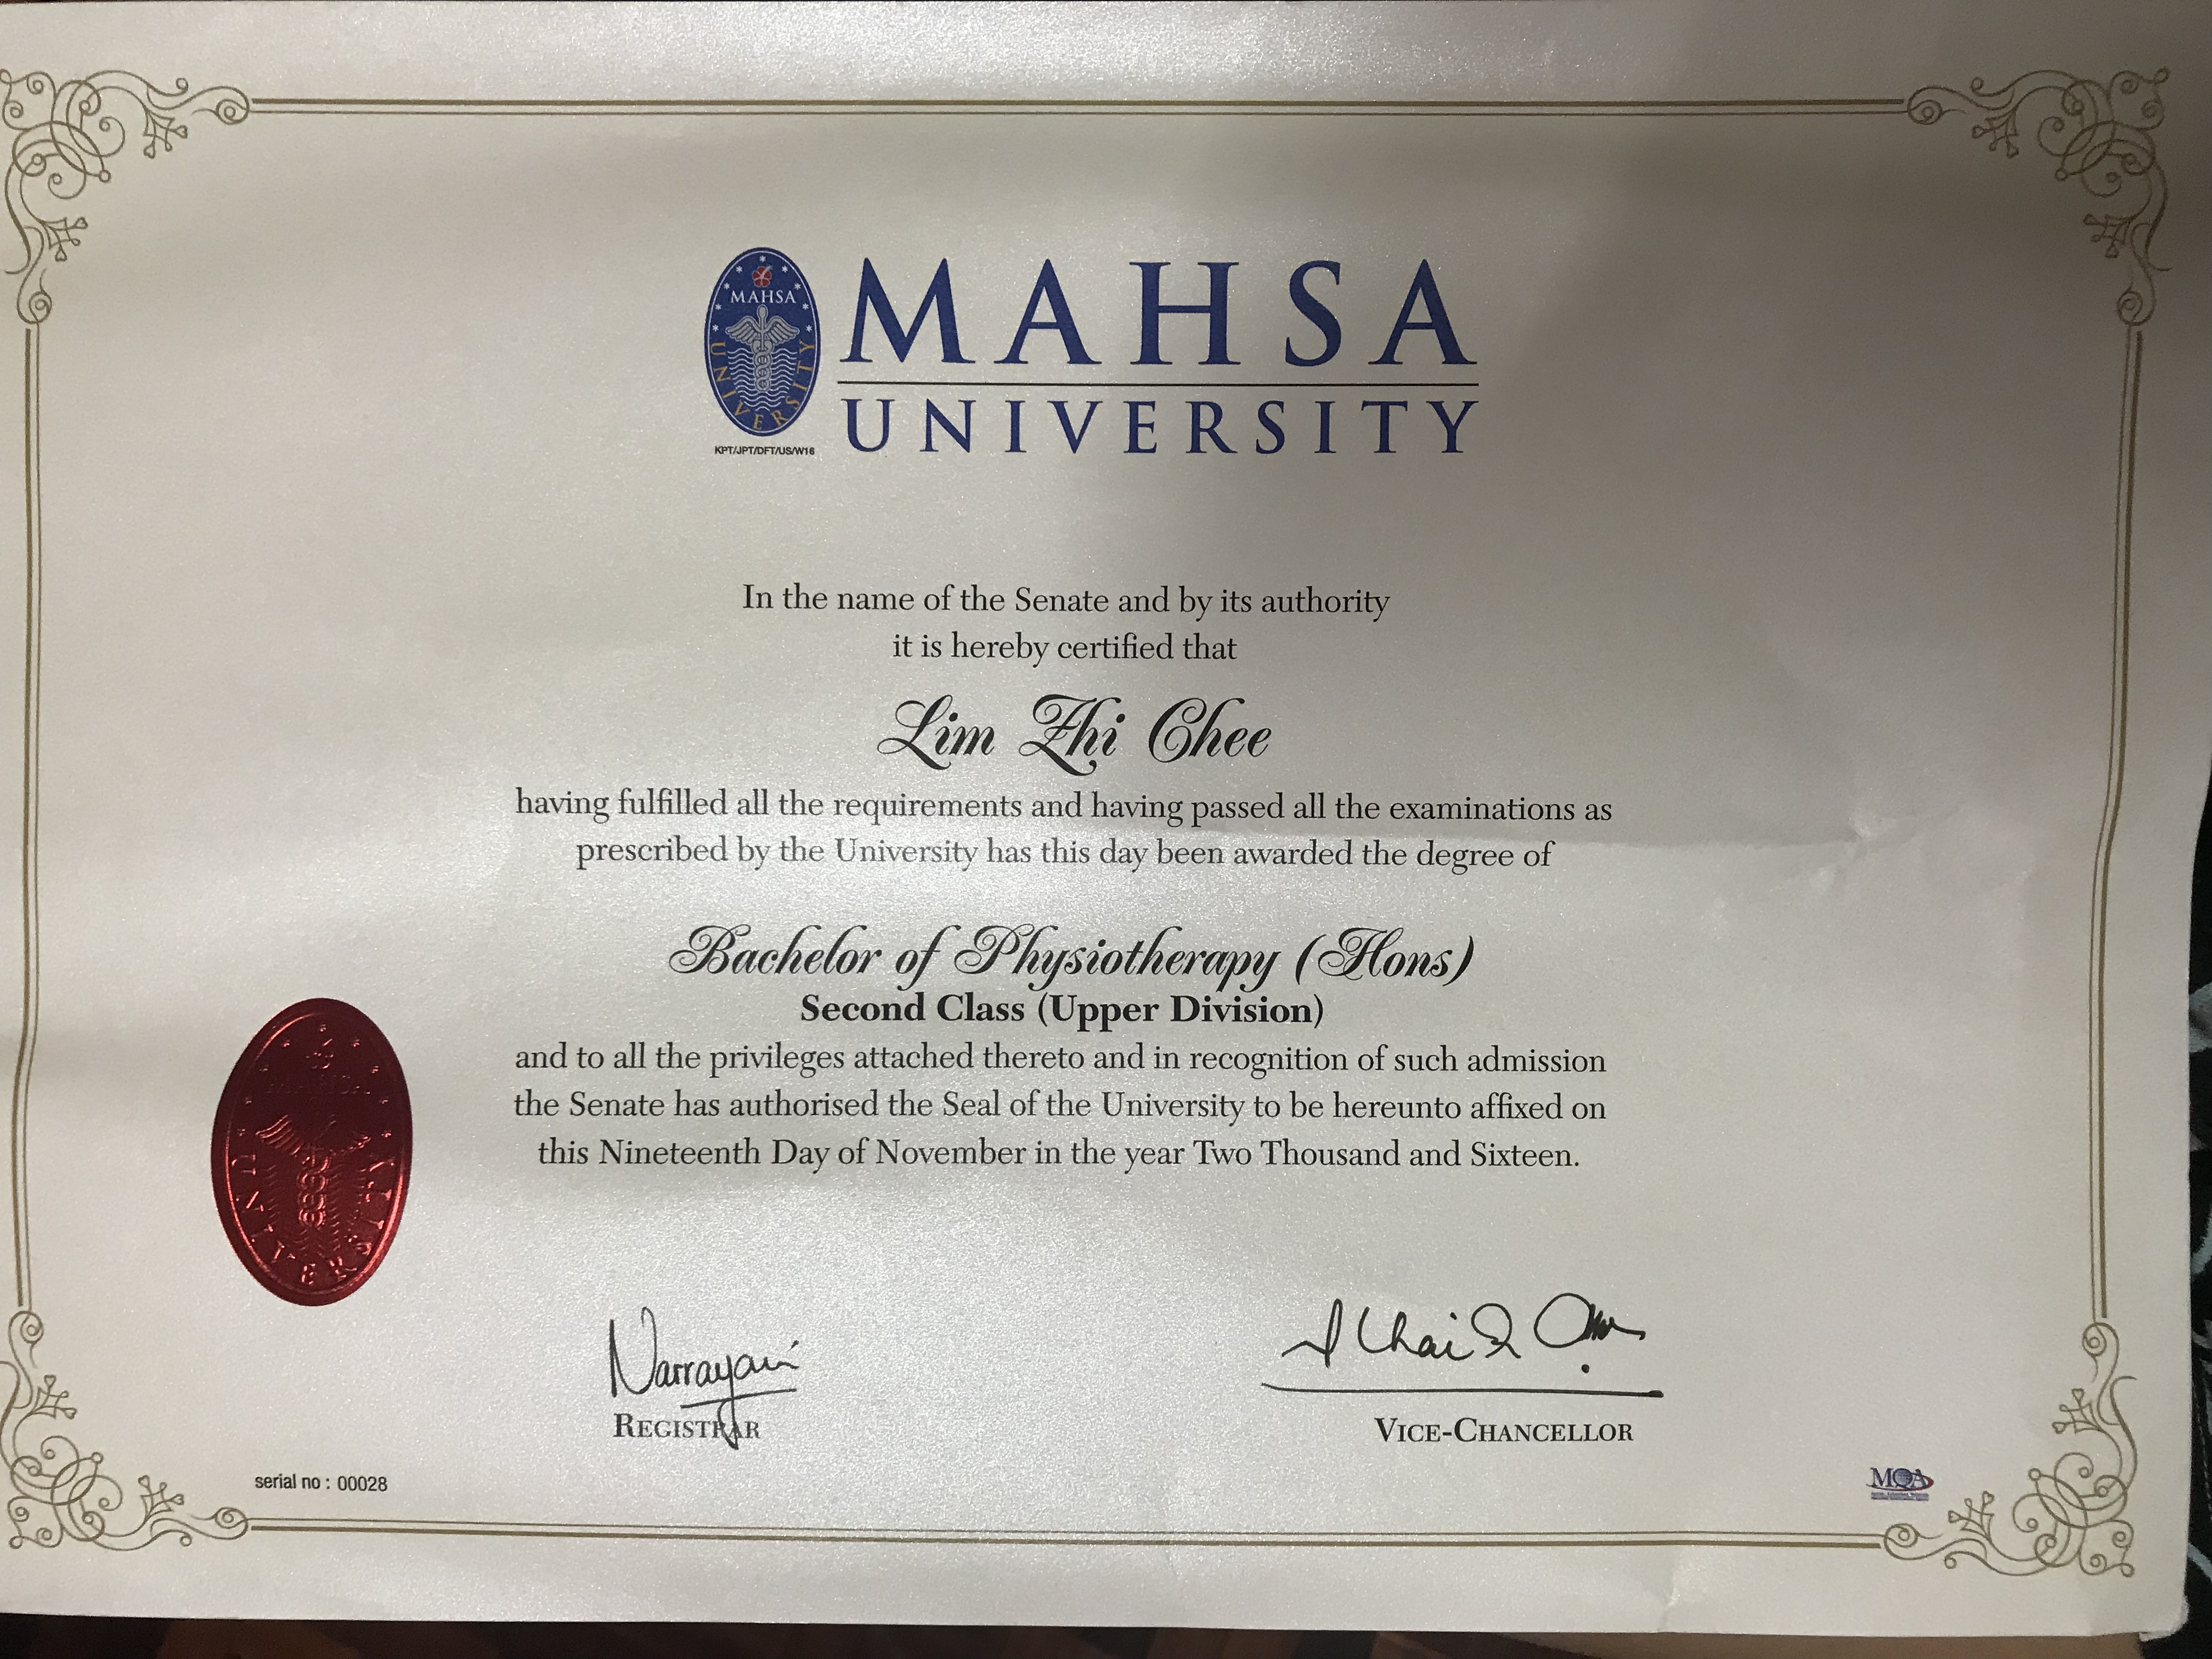 MAHSA
UNIVERSITY
KPT/JPT/DFT/US/W16
MAHSA
UNIVERSITY
In the name of the Senate and by its authority
it is hereby certified that
Lim Zhi Chee
having fulfilled all the requirements and having passed all the examinations as
prescribed by the University has this day been awarded the degree of
Bachelor of Physiotherapy (Hons)
Second Class (Upper Division)
and to all the privileges attached thereto and in recognition of such admission
the Senate has authorised the Seal of the University to be hereunto affixed on
this Nineteenth Day of November in the year Two Thousand and Sixteen.
MAHSA
UNIVERSITY
Narrayani
REGISTRAR
VICE-CHANCELLOR
serial no : 00028
MQA